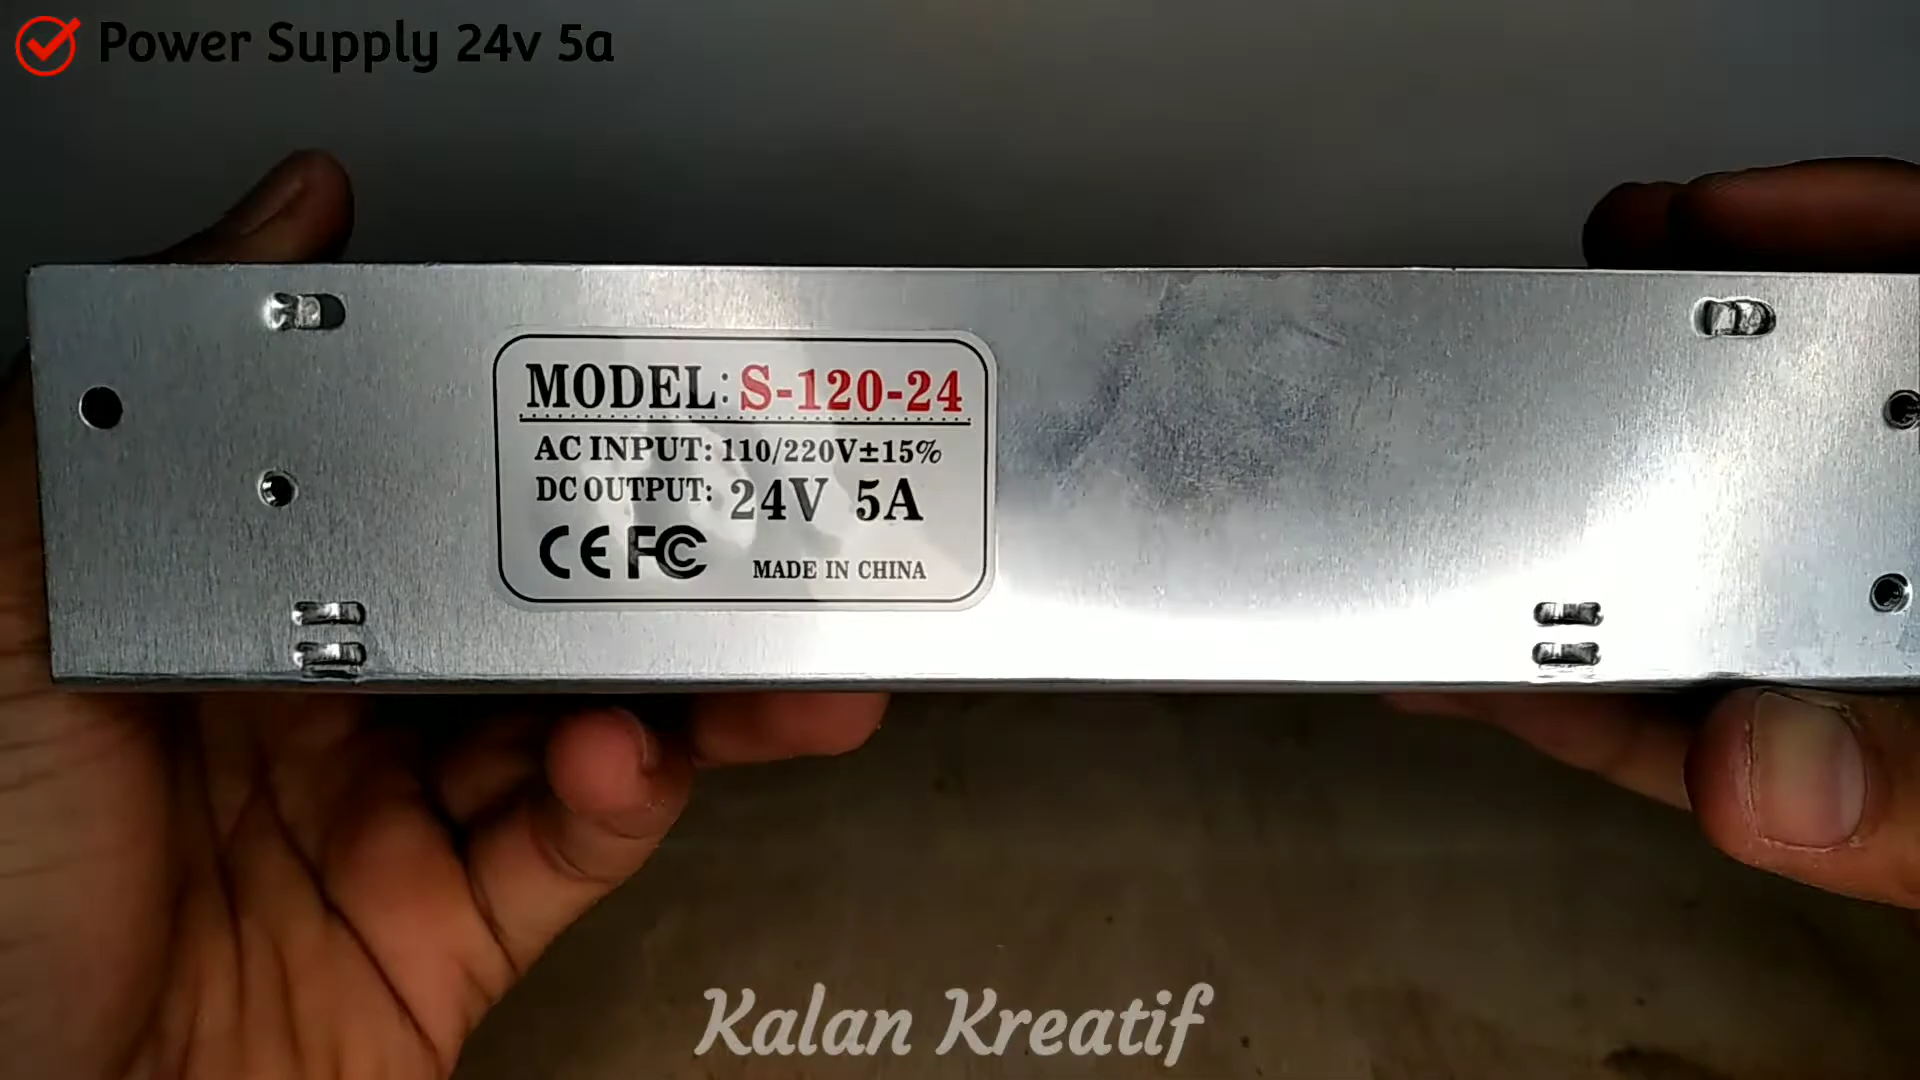 Power Supply 24v 5a
MODEL: S-120-24
AC INPUT: 110/220V±15%
DC OUTPUT: 24V 5A
CE FC MADE IN CHINA
Kalan Kreatif